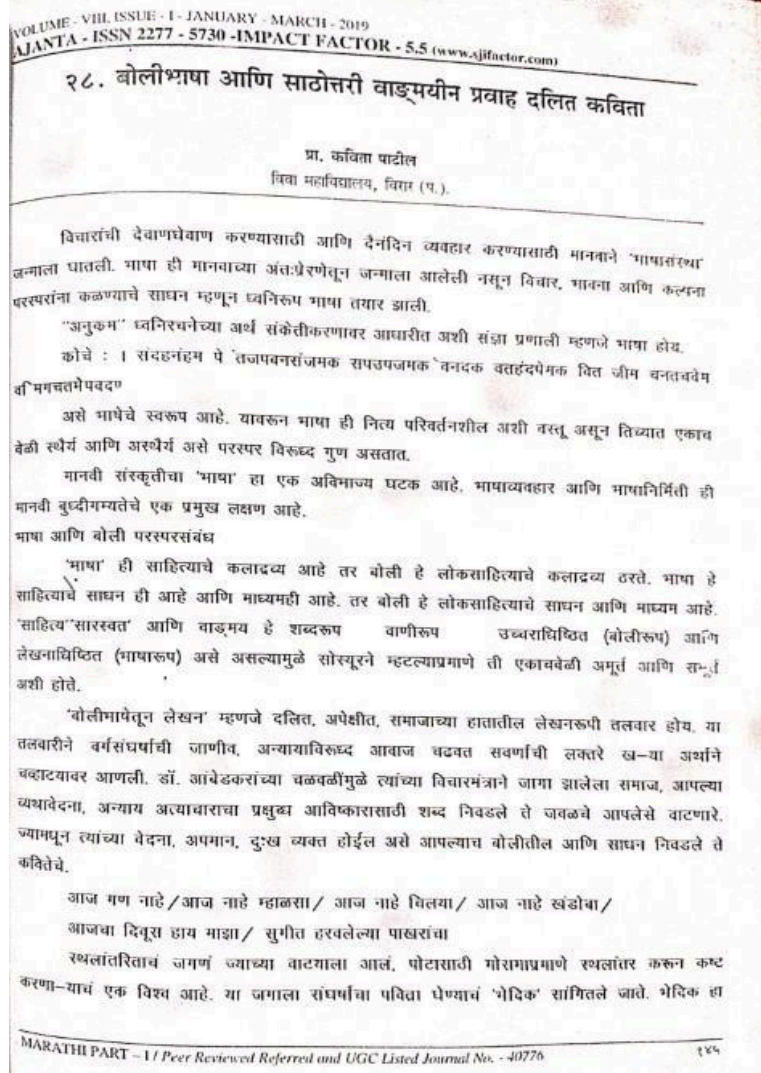 VOLUME - VIII, ISSUE - I - JANUARY - MARCH - 2019
AJANTA - ISSN 2277 - 5730 - IMPACT FACTOR - 5.5 (www.sjifactor.com)
२८. बोलीभाषा आणि साठोत्तरी वाङ्मयीन प्रवाह दलित कविता
प्रा. कविता पाटील
विवा महाविद्यालय, विरार (प.).
विचारांची देवाणघेवाण करण्यासाठी आणि दैनंदिन व्यवहार करण्यासाठी मानवाने 'भाषासंस्था'
जन्माला घातली. भाषा ही मानवाच्या अंतःप्रेरणेतून जन्माला आलेली नसून विचार, भावना आणि कल्पना
परस्परांना कळण्याचे साधन म्हणून ध्वनिरूप भाषा तयार झाली.
"अनुकम" ध्वनिरचनेच्या अर्थ संकेतीकरणावर आधारीत अशी संज्ञा प्रणाली म्हणजे भाषा होय.
कोचे : । संदहनंहम पे
असे भाषेचे स्वरूप आहे. यावरून भाषा ही नित्य परिवर्तनशील अशी वस्तू असून तिच्यात एकाच
वेळी स्थैर्य आणि अस्थैर्य असे परस्पर विरूध्द गुण असतात.
मानवी संस्कृतीचा 'भाषा' हा एक अविभाज्य घटक आहे. भाषाव्यवहार आणि भाषानिर्मिती ही
मानवी बुध्दीगम्यतेचे एक प्रमुख लक्षण आहे.
भाषा आणि बोली परस्परसंबंध
'भाषा' ही साहित्याचे कलाद्रव्य आहे तर बोली हे लोकसाहित्याचे कलाद्रव्य ठरते. भाषा हे
साहित्याचे साधन ही आहे आणि माध्यमही आहे. तर बोली हे लोकसाहित्याचे साधन आणि माध्यम आहे.
'साहित्य''सारस्वत' आणि वाङ्मय हे शब्दरूप वाणीरूप उच्चराधिष्ठित (बोलीरूप) आणि
लेखनाधिष्ठित (भाषारूप) असे असल्यामुळे सोस्यूरने म्हटल्याप्रमाणे ती एकाचवेळी अमूर्त आणि समूर्त
अशी होते.
'बोलीभाषेतून लेखन' म्हणजे दलित, अपेक्षीत, समाजाच्या हातातील लेखनरूपी तलवार होय. या
तलवारीने वर्गसंघर्षाची जाणीव, अन्यायाविरूध्द आवाज चढवत सवर्णाची लक्तरे ख-या अर्थाने
चव्हाटयावर आणली. डॉ. आंबेडकरांच्या चळवळींमुळे त्यांच्या विचारमंत्राने जागा झालेला समाज, आपल्या
व्यथावेदना, अन्याय अत्याचाराचा प्रक्षुब्ध आविष्कारासाठी शब्द निवडले ते जवळचे आपलेसे वाटणारे.
ज्यामधून त्यांच्या वेदना, अपमान, दुःख व्यक्त होईल असे आपल्याच बोलीतील आणि साधन निवडले ते
कवितेचे.
आज गण नाहे/आज नाहे म्हाळसा/ आज नाहे चिलया/ आज नाहे खंडोबा/
आजचा दिवूस हाय माझा/ सुगीत हरवलेल्या पाखरांचा
स्थलांतरिताचं जगणं ज्याच्या वाटयाला आलं, पोटासाठी मोसमाप्रमाणे स्थलांतर करून कष्ट
करणा-याचं एक विश्व आहे. या जगाला संघर्षाचा पवित्रा घेण्याचं 'भेदिक' सांगितले जाते. भेदिक हा
MARATHI PART - I / Peer Reviewed Referred and UGC Listed Journal No. - 40776
१४५